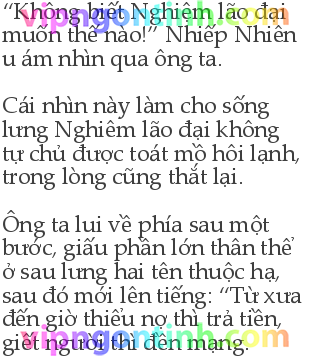 “Không biết Nghiêm lão đại
muốn thế nào!” Nhiếp Nhiên
u ám nhìn qua ông ta.
Cái nhìn này làm cho sống
lưng Nghiêm lão đại không
tự chủ được toát mồ hôi lạnh,
trong lòng cũng thắt lại.
Ông ta lui về phía sau một
bước, giấu phần lớn thân thể
ở sau lưng hai tên thuộc hạ,
sau đó mới lên tiếng: “Từ xưa
đến giờ thiếu nợ thì trả tiền,
giết người thì đền mạng.
vipngontinh.com
vipngontinh.com